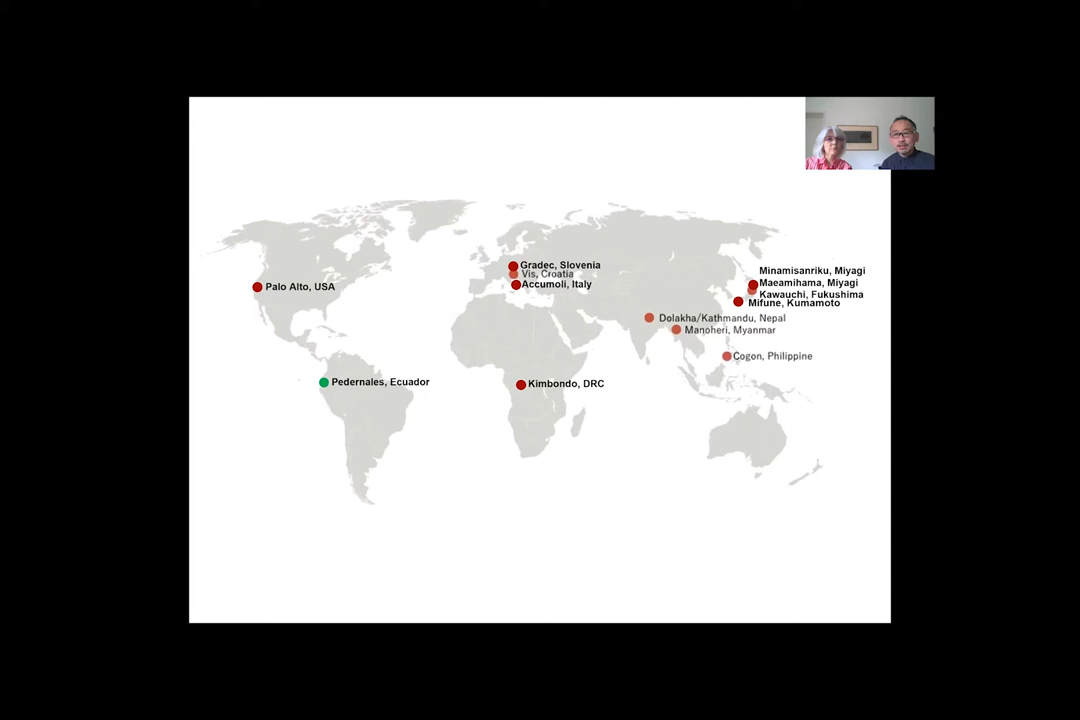 Gradec, Slovenia
Vis, Croatia
Accumoli, Italy
Palo Alto, USA
Minamisanriku, Miyagi
Maeamihama, Miyagi
Kawauchi, Fukushima
Mifune, Kumamoto
Dolakha/Kathmandu, Nepal
Manoheri, Myanmar
Cogon, Philippine
Pedernales, Ecuador
Kimbondo, DRC